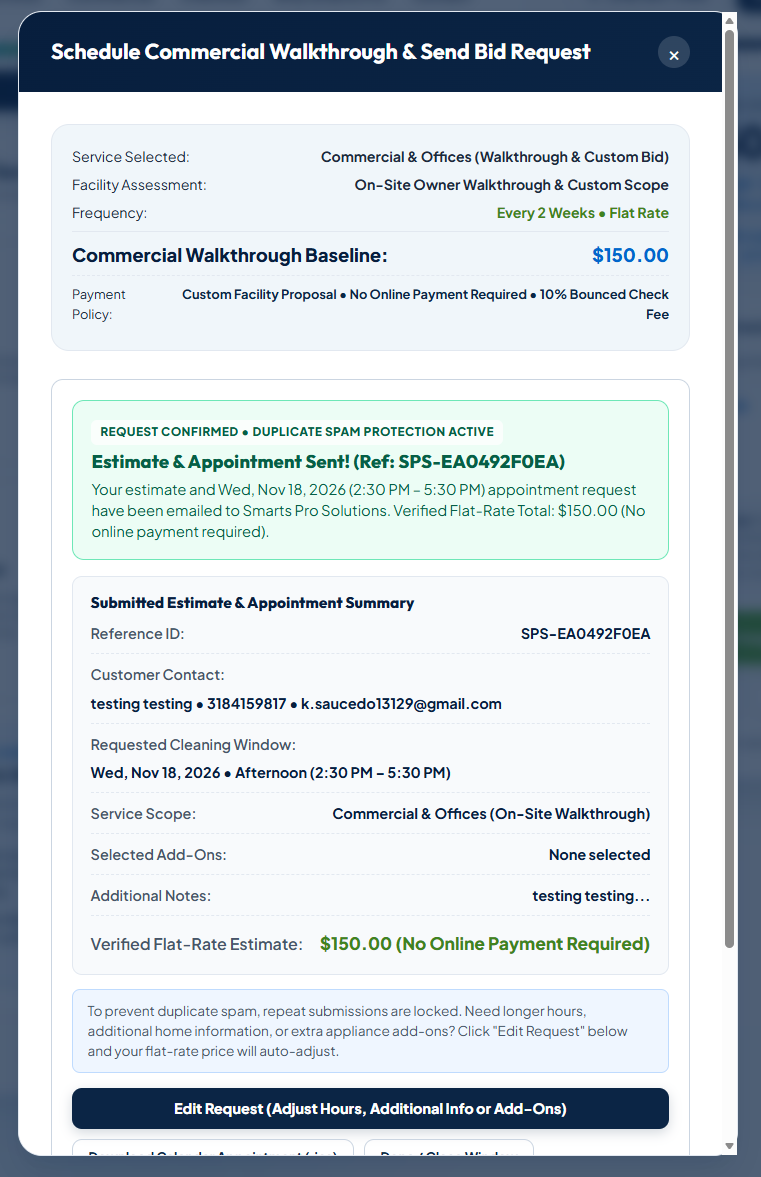 Schedule Commercial Walkthrough & Send Bid Request
×
Service Selected: Commercial & Offices (Walkthrough & Custom Bid)
Facility Assessment: On-Site Owner Walkthrough & Custom Scope
Frequency: Every 2 Weeks • Flat Rate
Commercial Walkthrough Baseline: $150.00
Payment Custom Facility Proposal • No Online Payment Required • 10% Bounced Check
Policy: Fee
REQUEST CONFIRMED • DUPLICATE SPAM PROTECTION ACTIVE
Estimate & Appointment Sent! (Ref: SPS-EA0492F0EA)
Your estimate and Wed, Nov 18, 2026 (2:30 PM – 5:30 PM) appointment request
have been emailed to Smarts Pro Solutions. Verified Flat-Rate Total: $150.00 (No
online payment required).
Submitted Estimate & Appointment Summary
Reference ID: SPS-EA0492F0EA
Customer Contact:
testing testing • 3184159817 • k.saucedo13129@gmail.com
Requested Cleaning Window:
Wed, Nov 18, 2026 • Afternoon (2:30 PM – 5:30 PM)
Service Scope: Commercial & Offices (On-Site Walkthrough)
Selected Add-Ons: None selected
Additional Notes: testing testing...
Verified Flat-Rate Estimate: $150.00 (No Online Payment Required)
To prevent duplicate spam, repeat submissions are locked. Need longer hours,
additional home information, or extra appliance add-ons? Click "Edit Request" below
and your flat-rate price will auto-adjust.
Edit Request (Adjust Hours, Additional Info or Add-Ons)